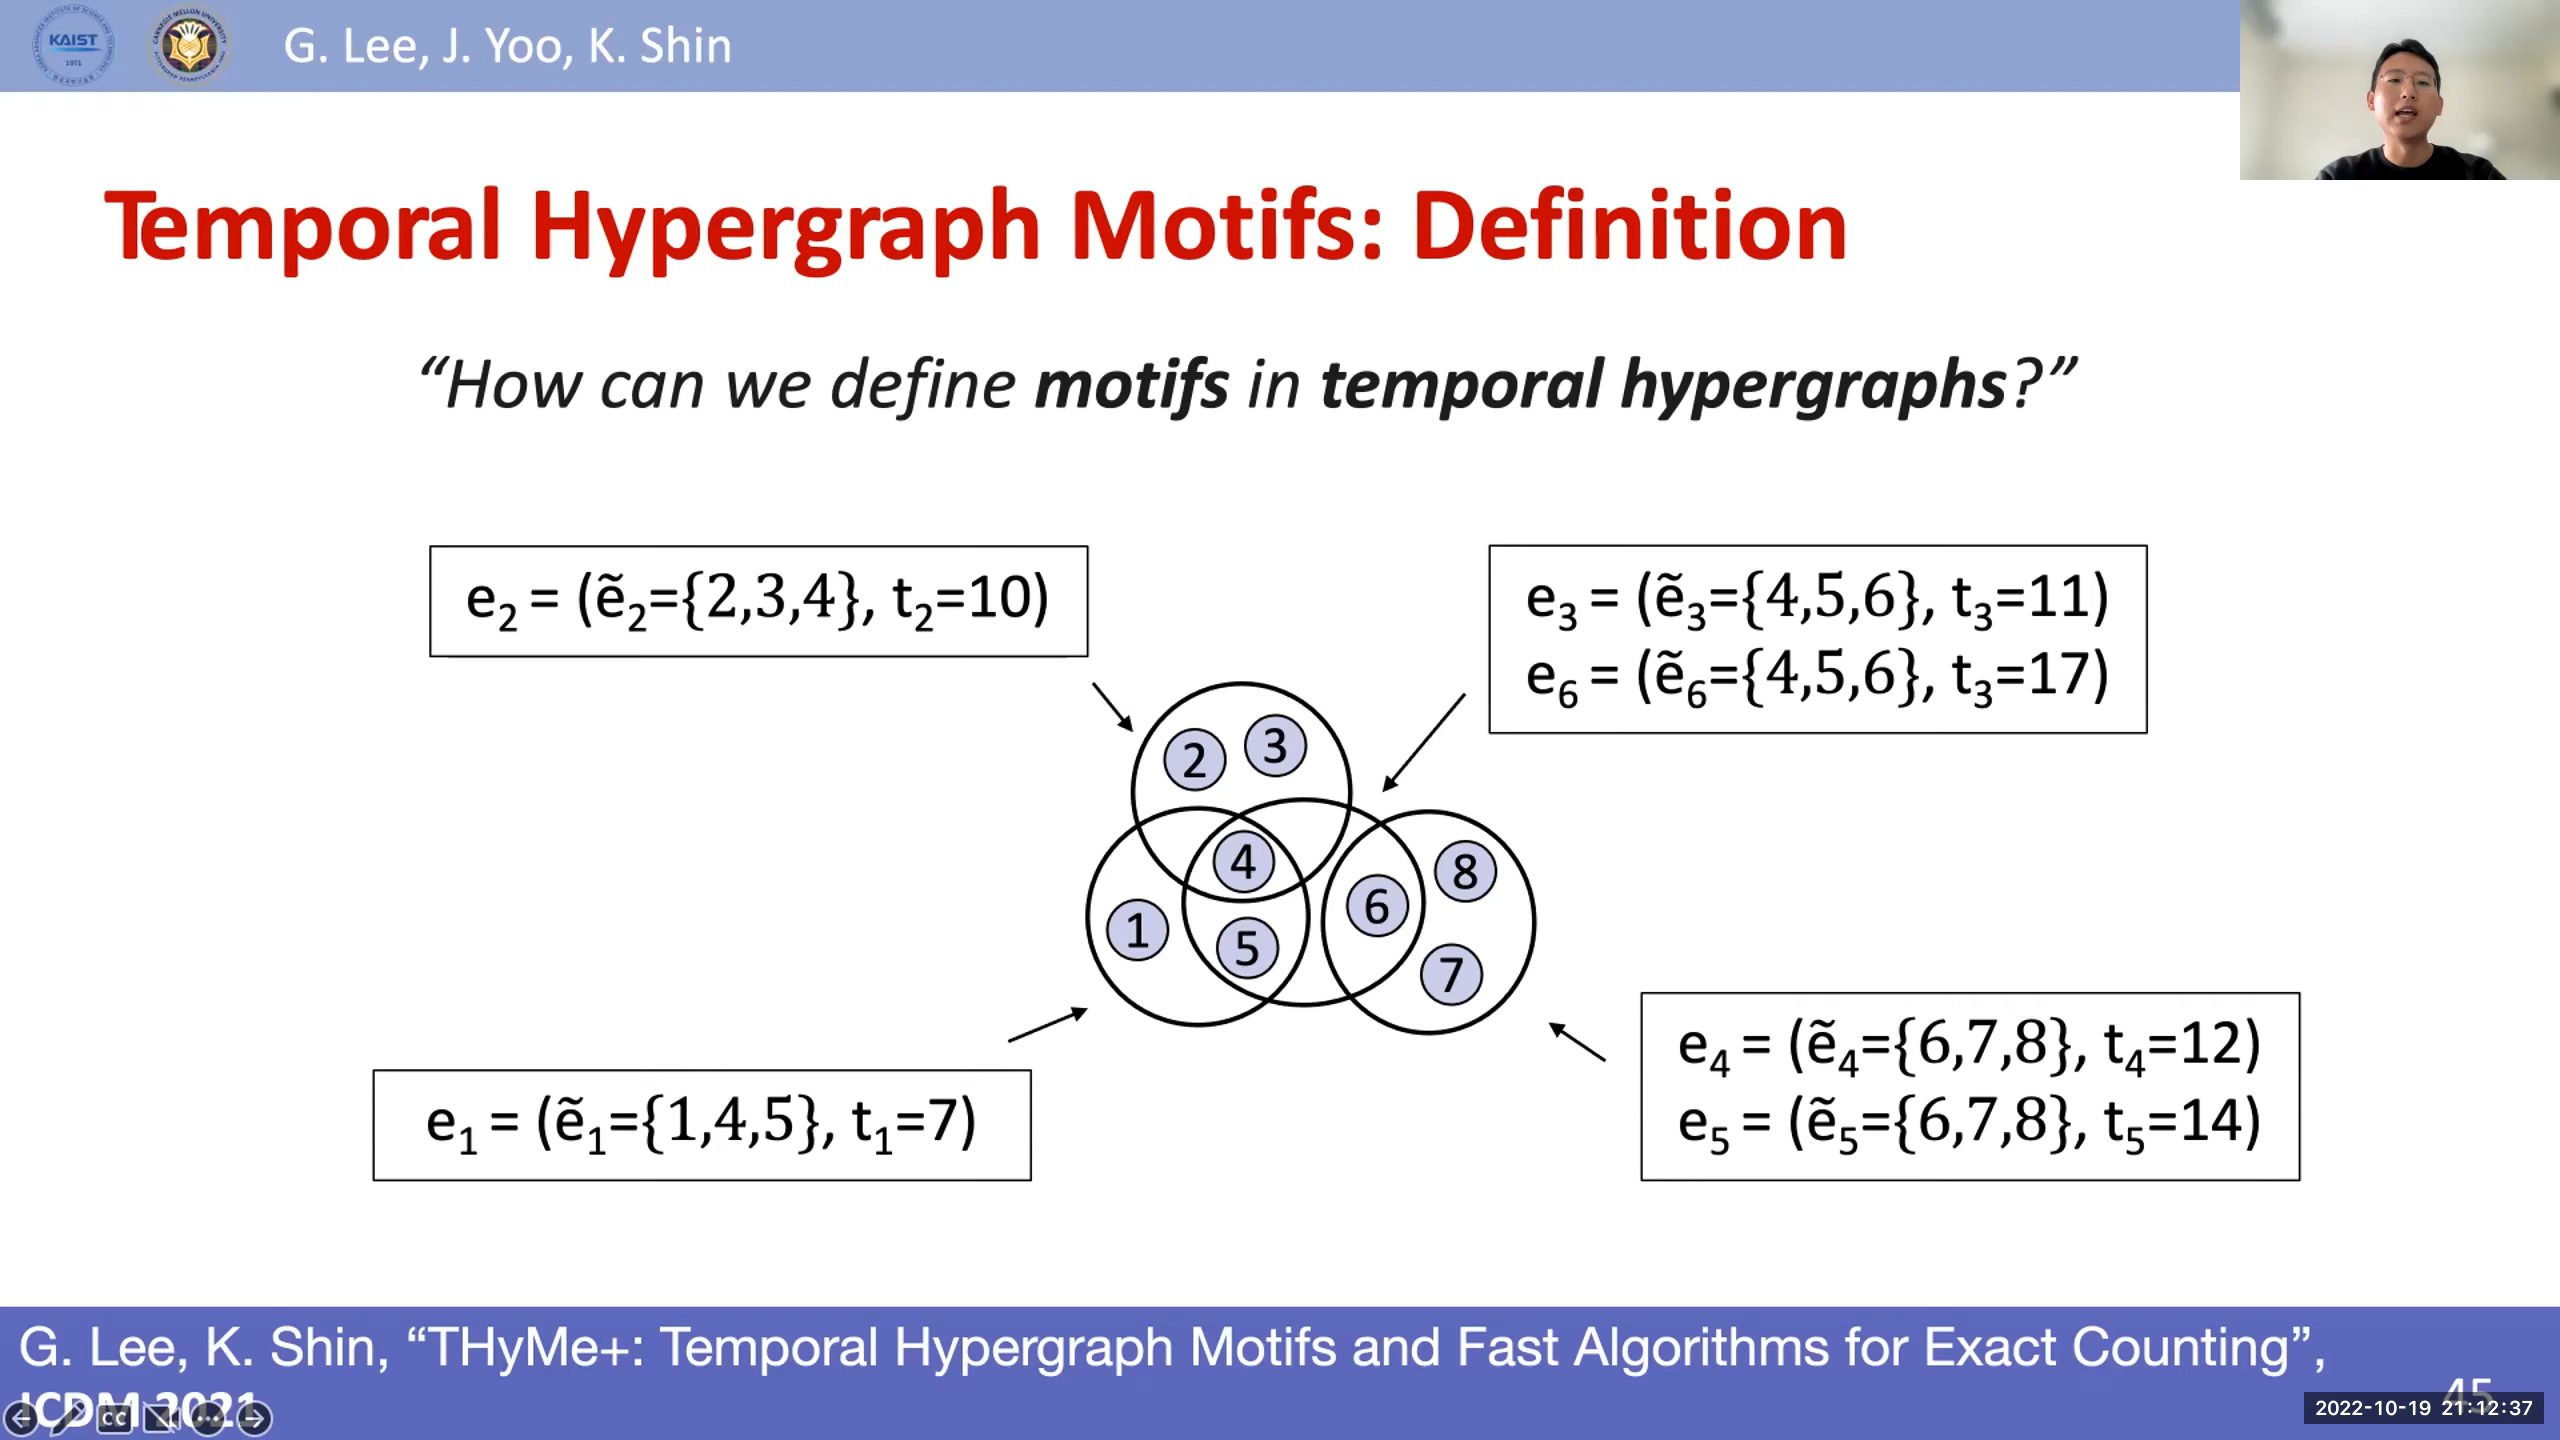 KAIST
1971
G. Lee, J. Yoo, K. Shin
Temporal Hypergraph Motifs: Definition
“How can we define motifs in temporal hypergraphs?”
e₂ = (ẽ₂={2,3,4}, t₂=10)
e₃ = (ẽ₃={4,5,6}, t₃=11)
e₆ = (ẽ₆={4,5,6}, t₃=17)
2 3
4
1 5 6 8
7
e₁ = (ẽ₁={1,4,5}, t₁=7)
e₄ = (ẽ₄={6,7,8}, t₄=12)
e₅ = (ẽ₅={6,7,8}, t₅=14)
G. Lee, K. Shin, “THyMe+: Temporal Hypergraph Motifs and Fast Algorithms for Exact Counting”,
ICDM 2021
CC
45
2022-10-19 21:12:37